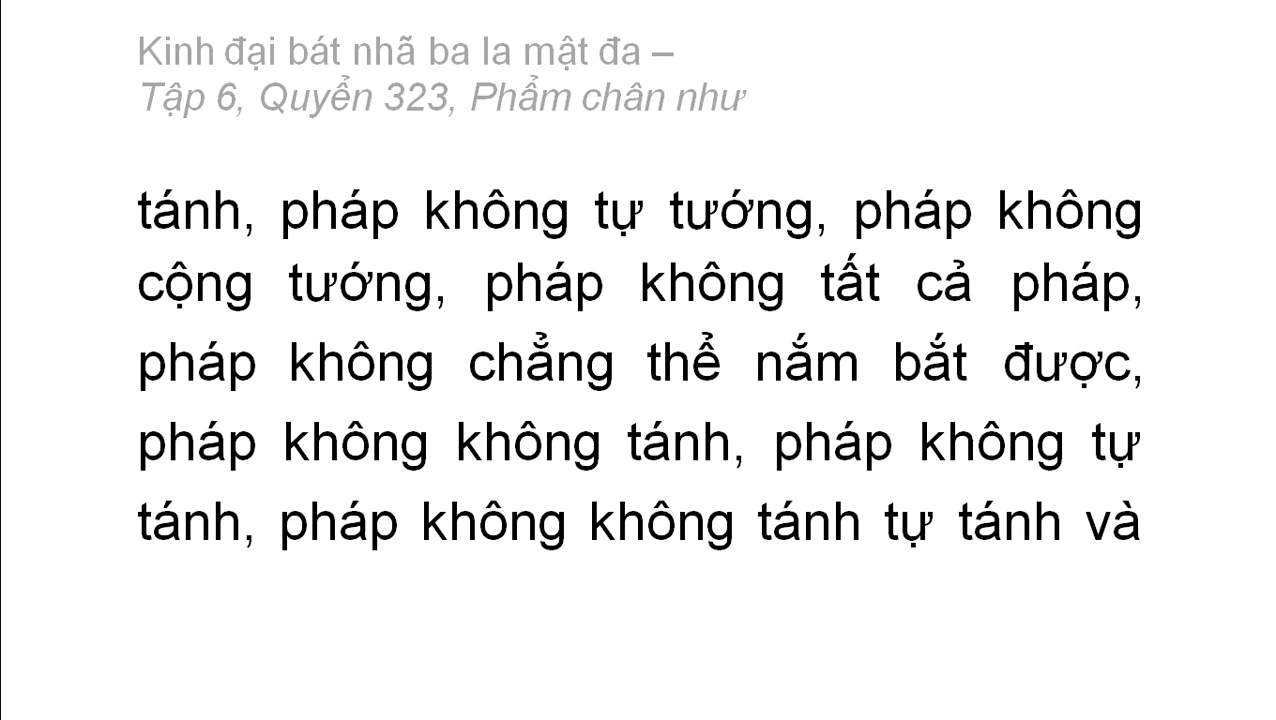 Kinh đại bát nhã ba la mật đa –
Tập 6, Quyển 323, Phẩm chân như
tánh, pháp không tự tướng, pháp không
cộng tướng, pháp không tất cả pháp,
pháp không chẳng thể nắm bắt được,
pháp không không tánh, pháp không tự
tánh, pháp không không tánh tự tánh và